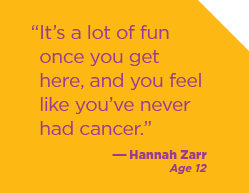 “It’s a lot of fun
once you get
here, and you feel
like you’ve never
had cancer.”
— Hannah Zarr
Age 12